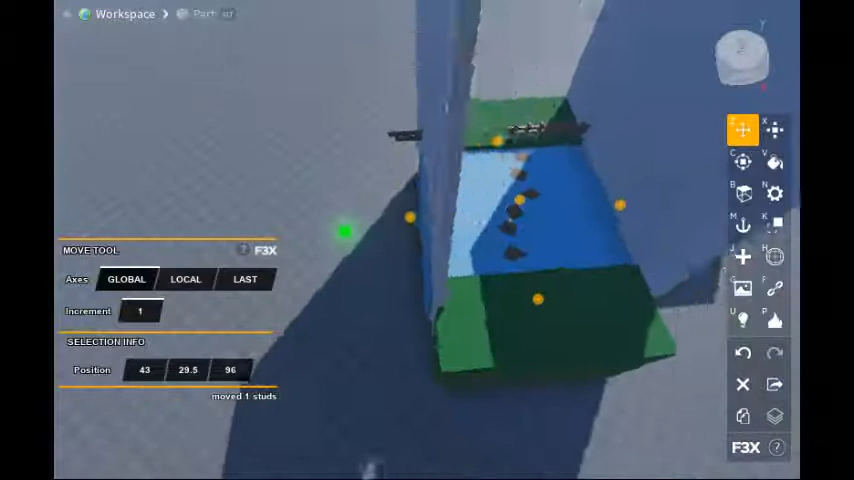 Workspace > Part
MOVE TOOL ? F3X
Axes GLOBAL LOCAL LAST
Increment 1
SELECTION INFO
Position 43 29.5 96
moved 1 studs
Y
Z X
C V
B N
M K
J H
G F
U P
F3X ?